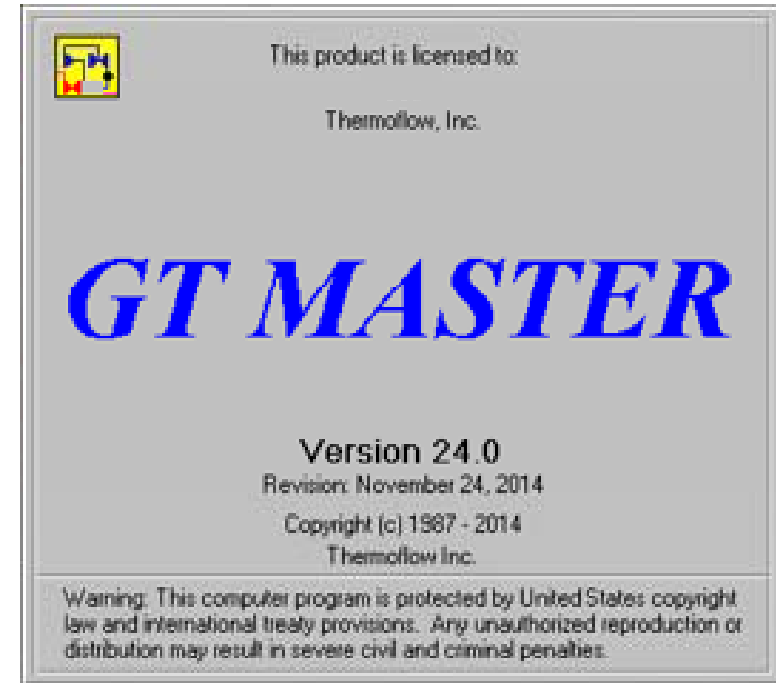 This product is licensed to:
Thermoflow, Inc.
GT MASTER
Version 24.0
Revision: November 24, 2014
Copyright (c) 1987 - 2014
Thermoflow Inc.
Warning: This computer program is protected by United States copyright
law and international treaty provisions. Any unauthorized reproduction or
distribution may result in severe civil and criminal penalties.